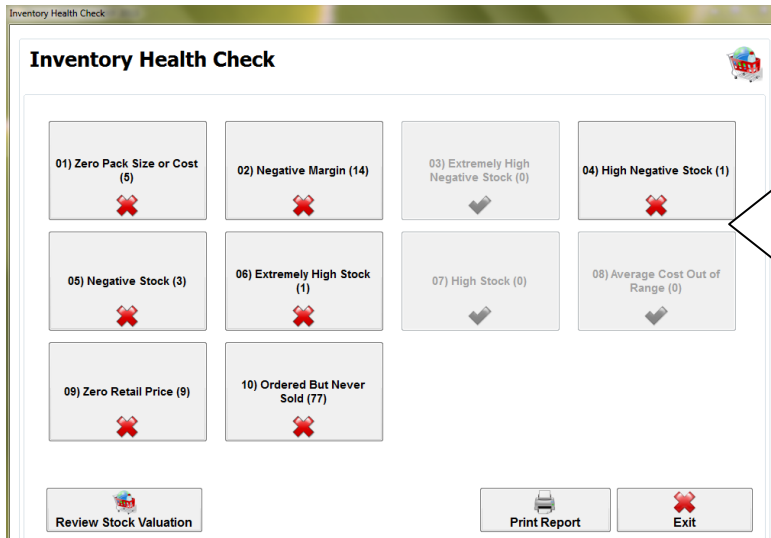 Inventory Health Check
Inventory Health Check
01) Zero Pack Size or Cost
(5)
02) Negative Margin (14)
03) Extremely High
Negative Stock (0)
04) High Negative Stock (1)
05) Negative Stock (3)
06) Extremely High Stock
(1)
07) High Stock (0)
08) Average Cost Out of
Range (0)
09) Zero Retail Price (9)
10) Ordered But Never
Sold (77)
Review Stock Valuation
Print Report
Exit